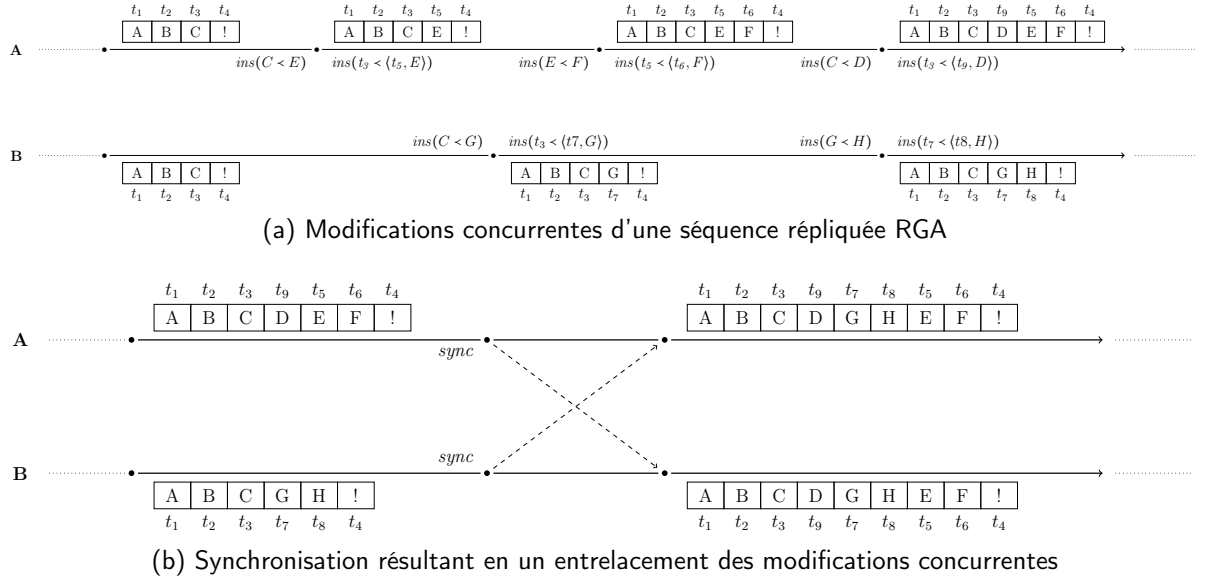 t₁ t₂ t₃ t₄ t₁ t₂ t₃ t₅ t₄ t₁ t₂ t₃ t₅ t₆ t₄ t₁ t₂ t₃ t₉ t₅ t₆ t₄
A B C ! A B C E ! A B C E F ! A B C D E F !
A
ins(C ≺ E) ins(t₃ ≺ ⟨t₅, E⟩) ins(E ≺ F) ins(t₅ ≺ ⟨t₆, F⟩) ins(C ≺ D) ins(t₃ ≺ ⟨t₉, D⟩)
ins(C ≺ G) ins(t₃ ≺ ⟨t7, G⟩) ins(G ≺ H) ins(t₇ ≺ ⟨t8, H⟩)
B
A B C ! A B C G ! A B C G H !
t₁ t₂ t₃ t₄ t₁ t₂ t₃ t₇ t₄ t₁ t₂ t₃ t₇ t₈ t₄
(a) Modifications concurrentes d'une séquence répliquée RGA
t₁ t₂ t₃ t₉ t₅ t₆ t₄ t₁ t₂ t₃ t₉ t₇ t₈ t₅ t₆ t₄
A B C D E F ! A B C D G H E F !
A
sync
sync
B
A B C G H ! A B C D G H E F !
t₁ t₂ t₃ t₇ t₈ t₄ t₁ t₂ t₃ t₉ t₇ t₈ t₅ t₆ t₄
(b) Synchronisation résultant en un entrelacement des modifications concurrentes